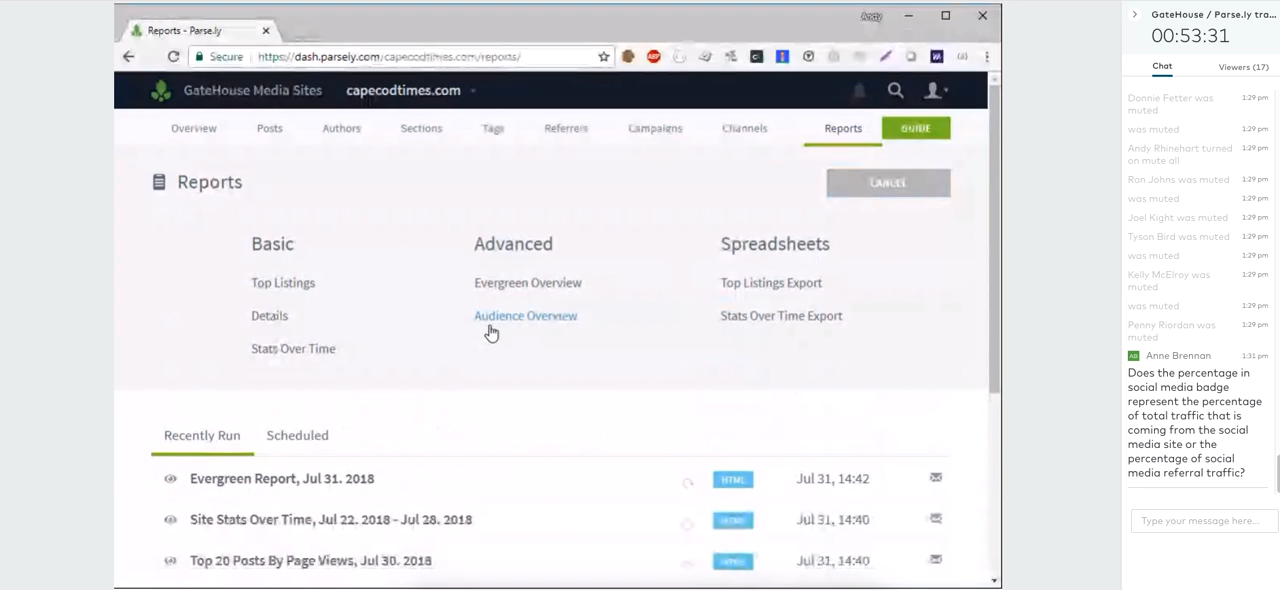 Reports - Parse.ly
Andy
Secure
https://dash.parsely.com/capecodtimes.com/reports/
GateHouse Media Sites
capecodtimes.com
Overview
Posts
Authors
Sections
Tags
Referrers
Campaigns
Channels
Reports
GUIDE
Reports
CANCEL
Basic
Advanced
Spreadsheets
Top Listings
Evergreen Overview
Top Listings Export
Details
Audience Overview
Stats Over Time Export
Stats Over Time
Recently Run
Scheduled
Evergreen Report, Jul 31. 2018
HTML
Jul 31, 14:42
Site Stats Over Time, Jul 22. 2018 - Jul 28. 2018
HTML
Jul 31, 14:40
Top 20 Posts By Page Views, Jul 30. 2018
HTML
Jul 31, 14:40
GateHouse / Parse.ly tra...
00:53:31
Chat
Viewers (17)
Donnie Fetter was
muted
1:29 pm
was muted
1:29 pm
Andy Rhinehart turned
on mute all
1:29 pm
Ron Johns was muted
1:29 pm
was muted
1:29 pm
Joel Kight was muted
1:29 pm
Tyson Bird was muted
1:29 pm
was muted
1:29 pm
Kelly McElroy was
muted
1:29 pm
was muted
1:29 pm
Penny Riordan was
muted
1:29 pm
AB
Anne Brennan
1:31 pm
Does the percentage in
social media badge
represent the percentage
of total traffic that is
coming from the social
media site or the
percentage of social
media referral traffic?
Type your message here...